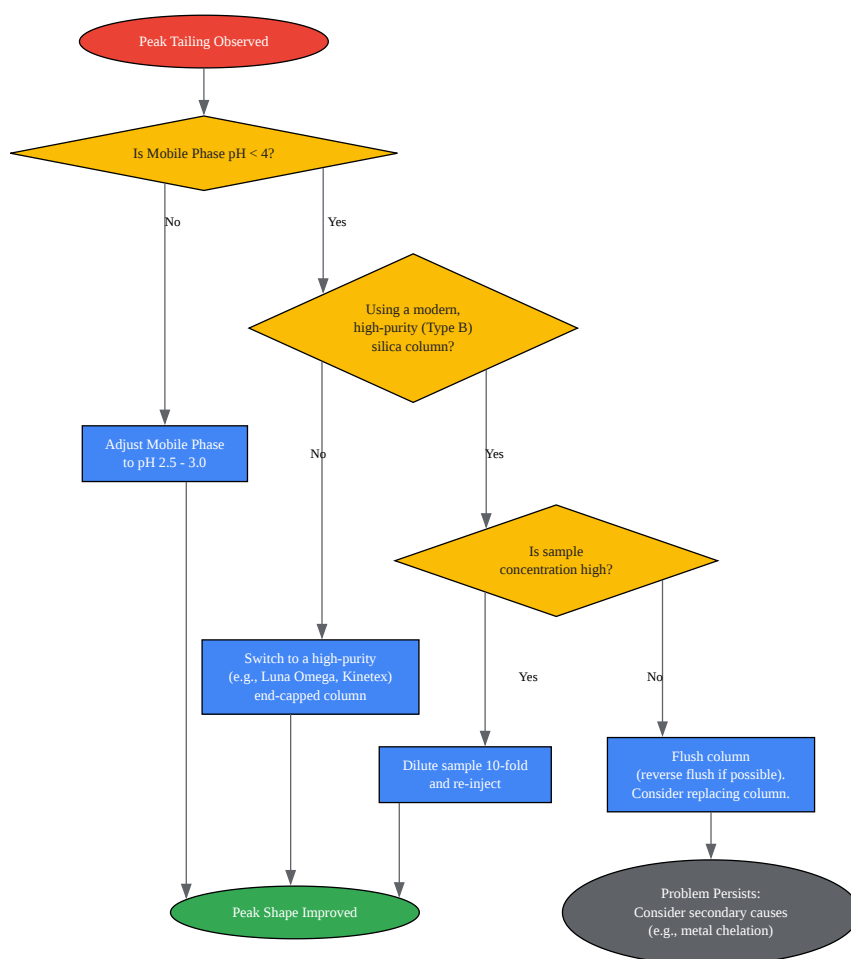 Peak Tailing Observed
Is Mobile Phase pH < 4?
No
Yes
Using a modern,
high-purity (Type B)
silica column?
Adjust Mobile Phase
to pH 2.5 - 3.0
No
Yes
Is sample
concentration high?
Switch to a high-purity
(e.g., Luna Omega, Kinetex)
end-capped column
Yes
No
Dilute sample 10-fold
and re-inject
Flush column
(reverse flush if possible).
Consider replacing column.
Peak Shape Improved
Problem Persists:
Consider secondary causes
(e.g., metal chelation)